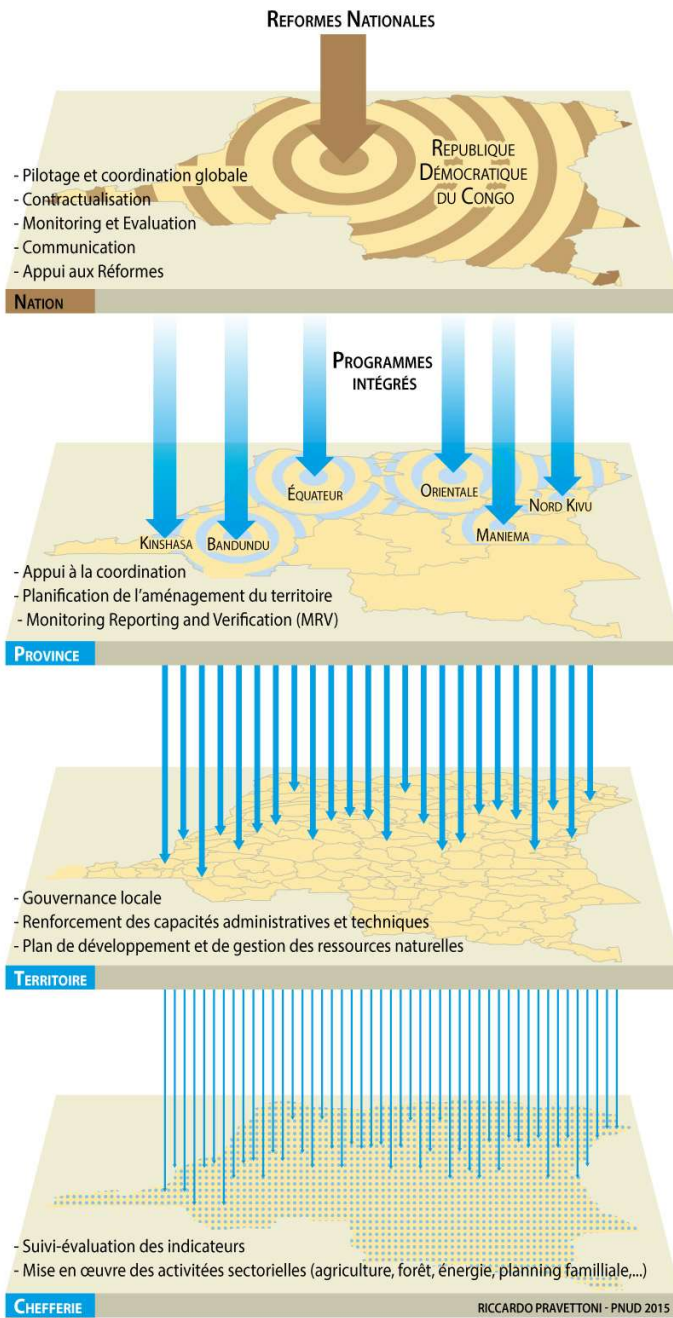 REFORMES NATIONALES
REPUBLIQUE
DÉMOCRATIQUE
DU CONGO
- Pilotage et coordination globale
- Contractualisation
- Monitoring et Evaluation
- Communication
- Appui aux Réformes
NATION
PROGRAMMES
INTÉGRÉS
ÉQUATEUR
ORIENTALE
NORD KIVU
KINSHASA
BANDUNDU
MANIEMA
- Appui à la coordination
- Planification de l'aménagement du territoire
- Monitoring Reporting and Verification (MRV)
PROVINCE
- Gouvernance locale
- Renforcement des capacités administratives et techniques
- Plan de développement et de gestion des ressources naturelles
TERRITOIRE
- Suivi-évaluation des indicateurs
- Mise en œuvre des activitées sectorielles (agriculture, forêt, énergie, planning familliale,...)
CHEFFERIE
RICCARDO PRAVETTONI - PNUD 2015